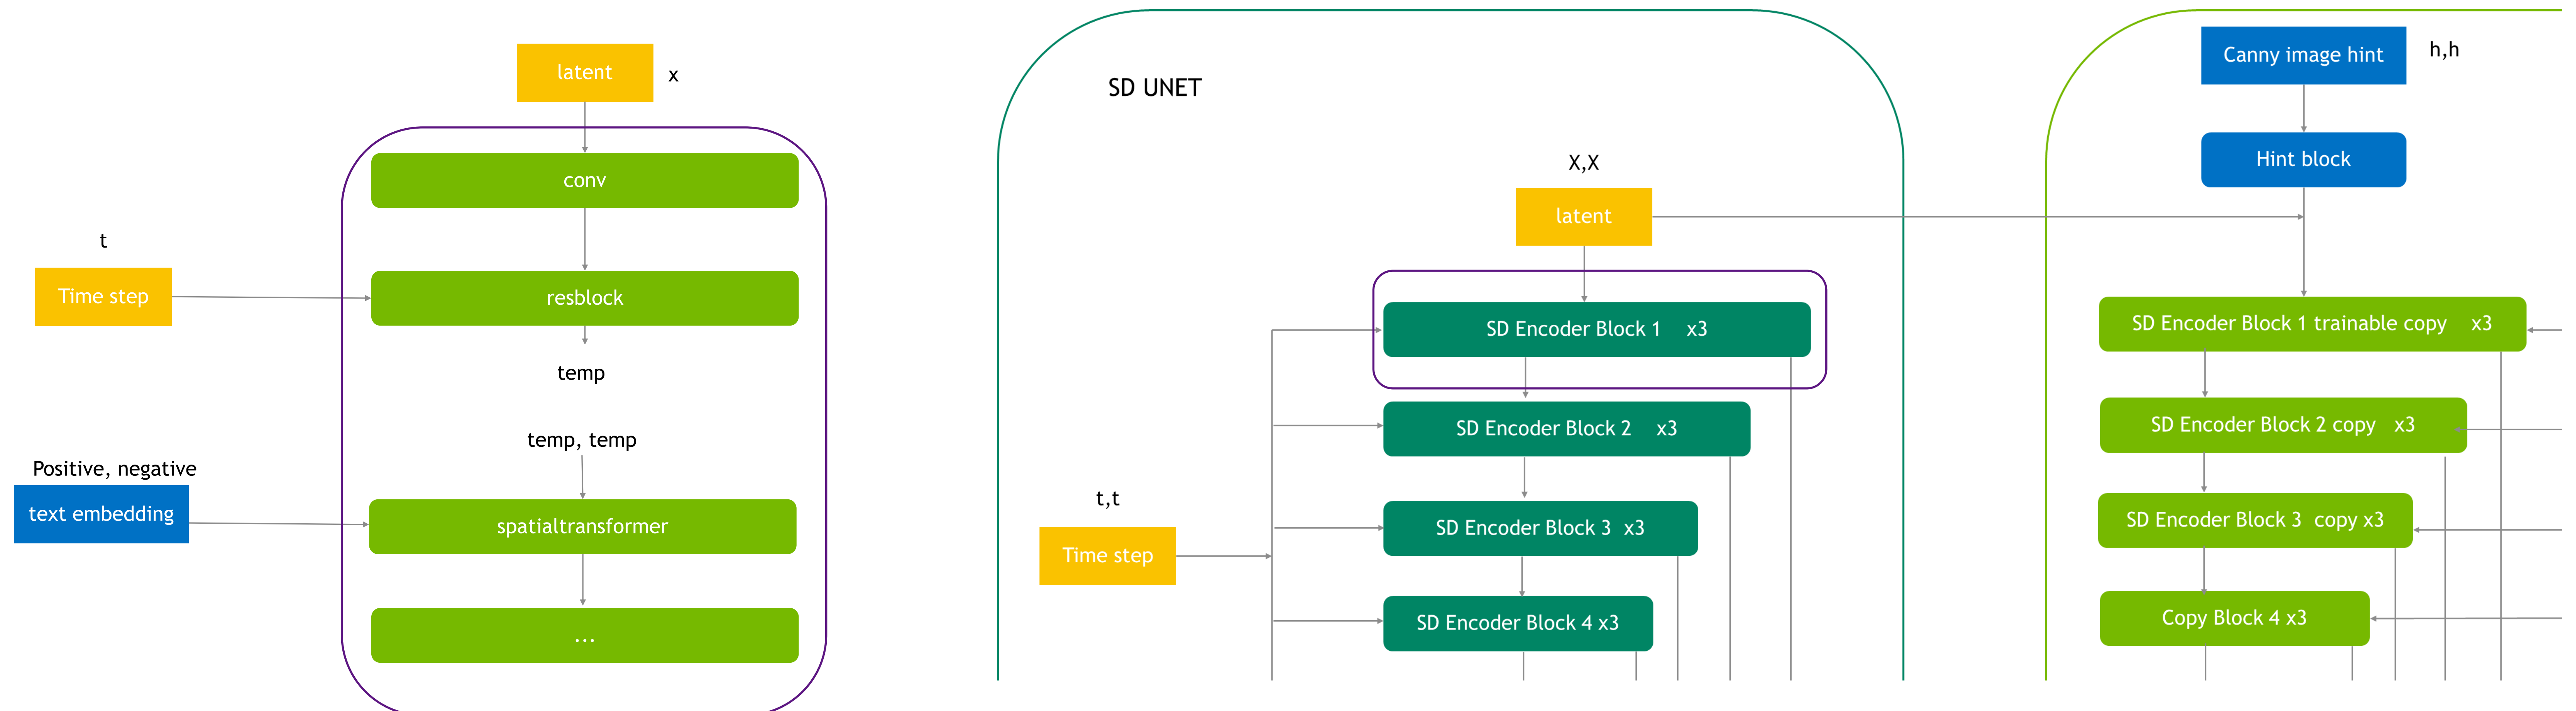 latent
x
conv
t
Time step
resblock
temp
temp, temp
Positive, negative
text embedding
spatialtransformer
...
SD UNET
X,X
latent
SD Encoder Block 1 x3
SD Encoder Block 2 x3
t,t
Time step
SD Encoder Block 3 x3
SD Encoder Block 4 x3
Canny image hint
h,h
Hint block
SD Encoder Block 1 trainable copy x3
SD Encoder Block 2 copy x3
SD Encoder Block 3 copy x3
Copy Block 4 x3